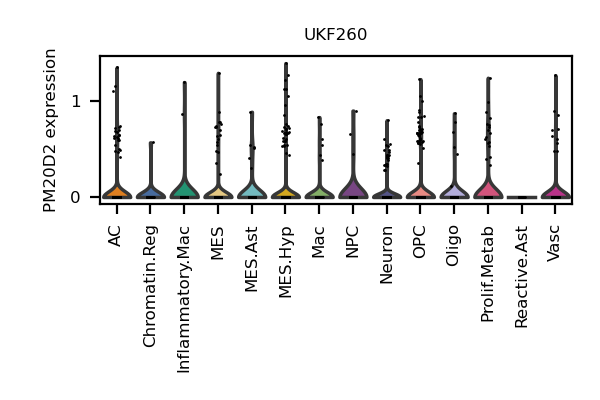 UKF260
PM20D2 expression
1
0
AC
Chromatin.Reg
Inflammatory.Mac
MES
MES.Ast
MES.Hyp
Mac
NPC
Neuron
OPC
Oligo
Prolif.Metab
Reactive.Ast
Vasc